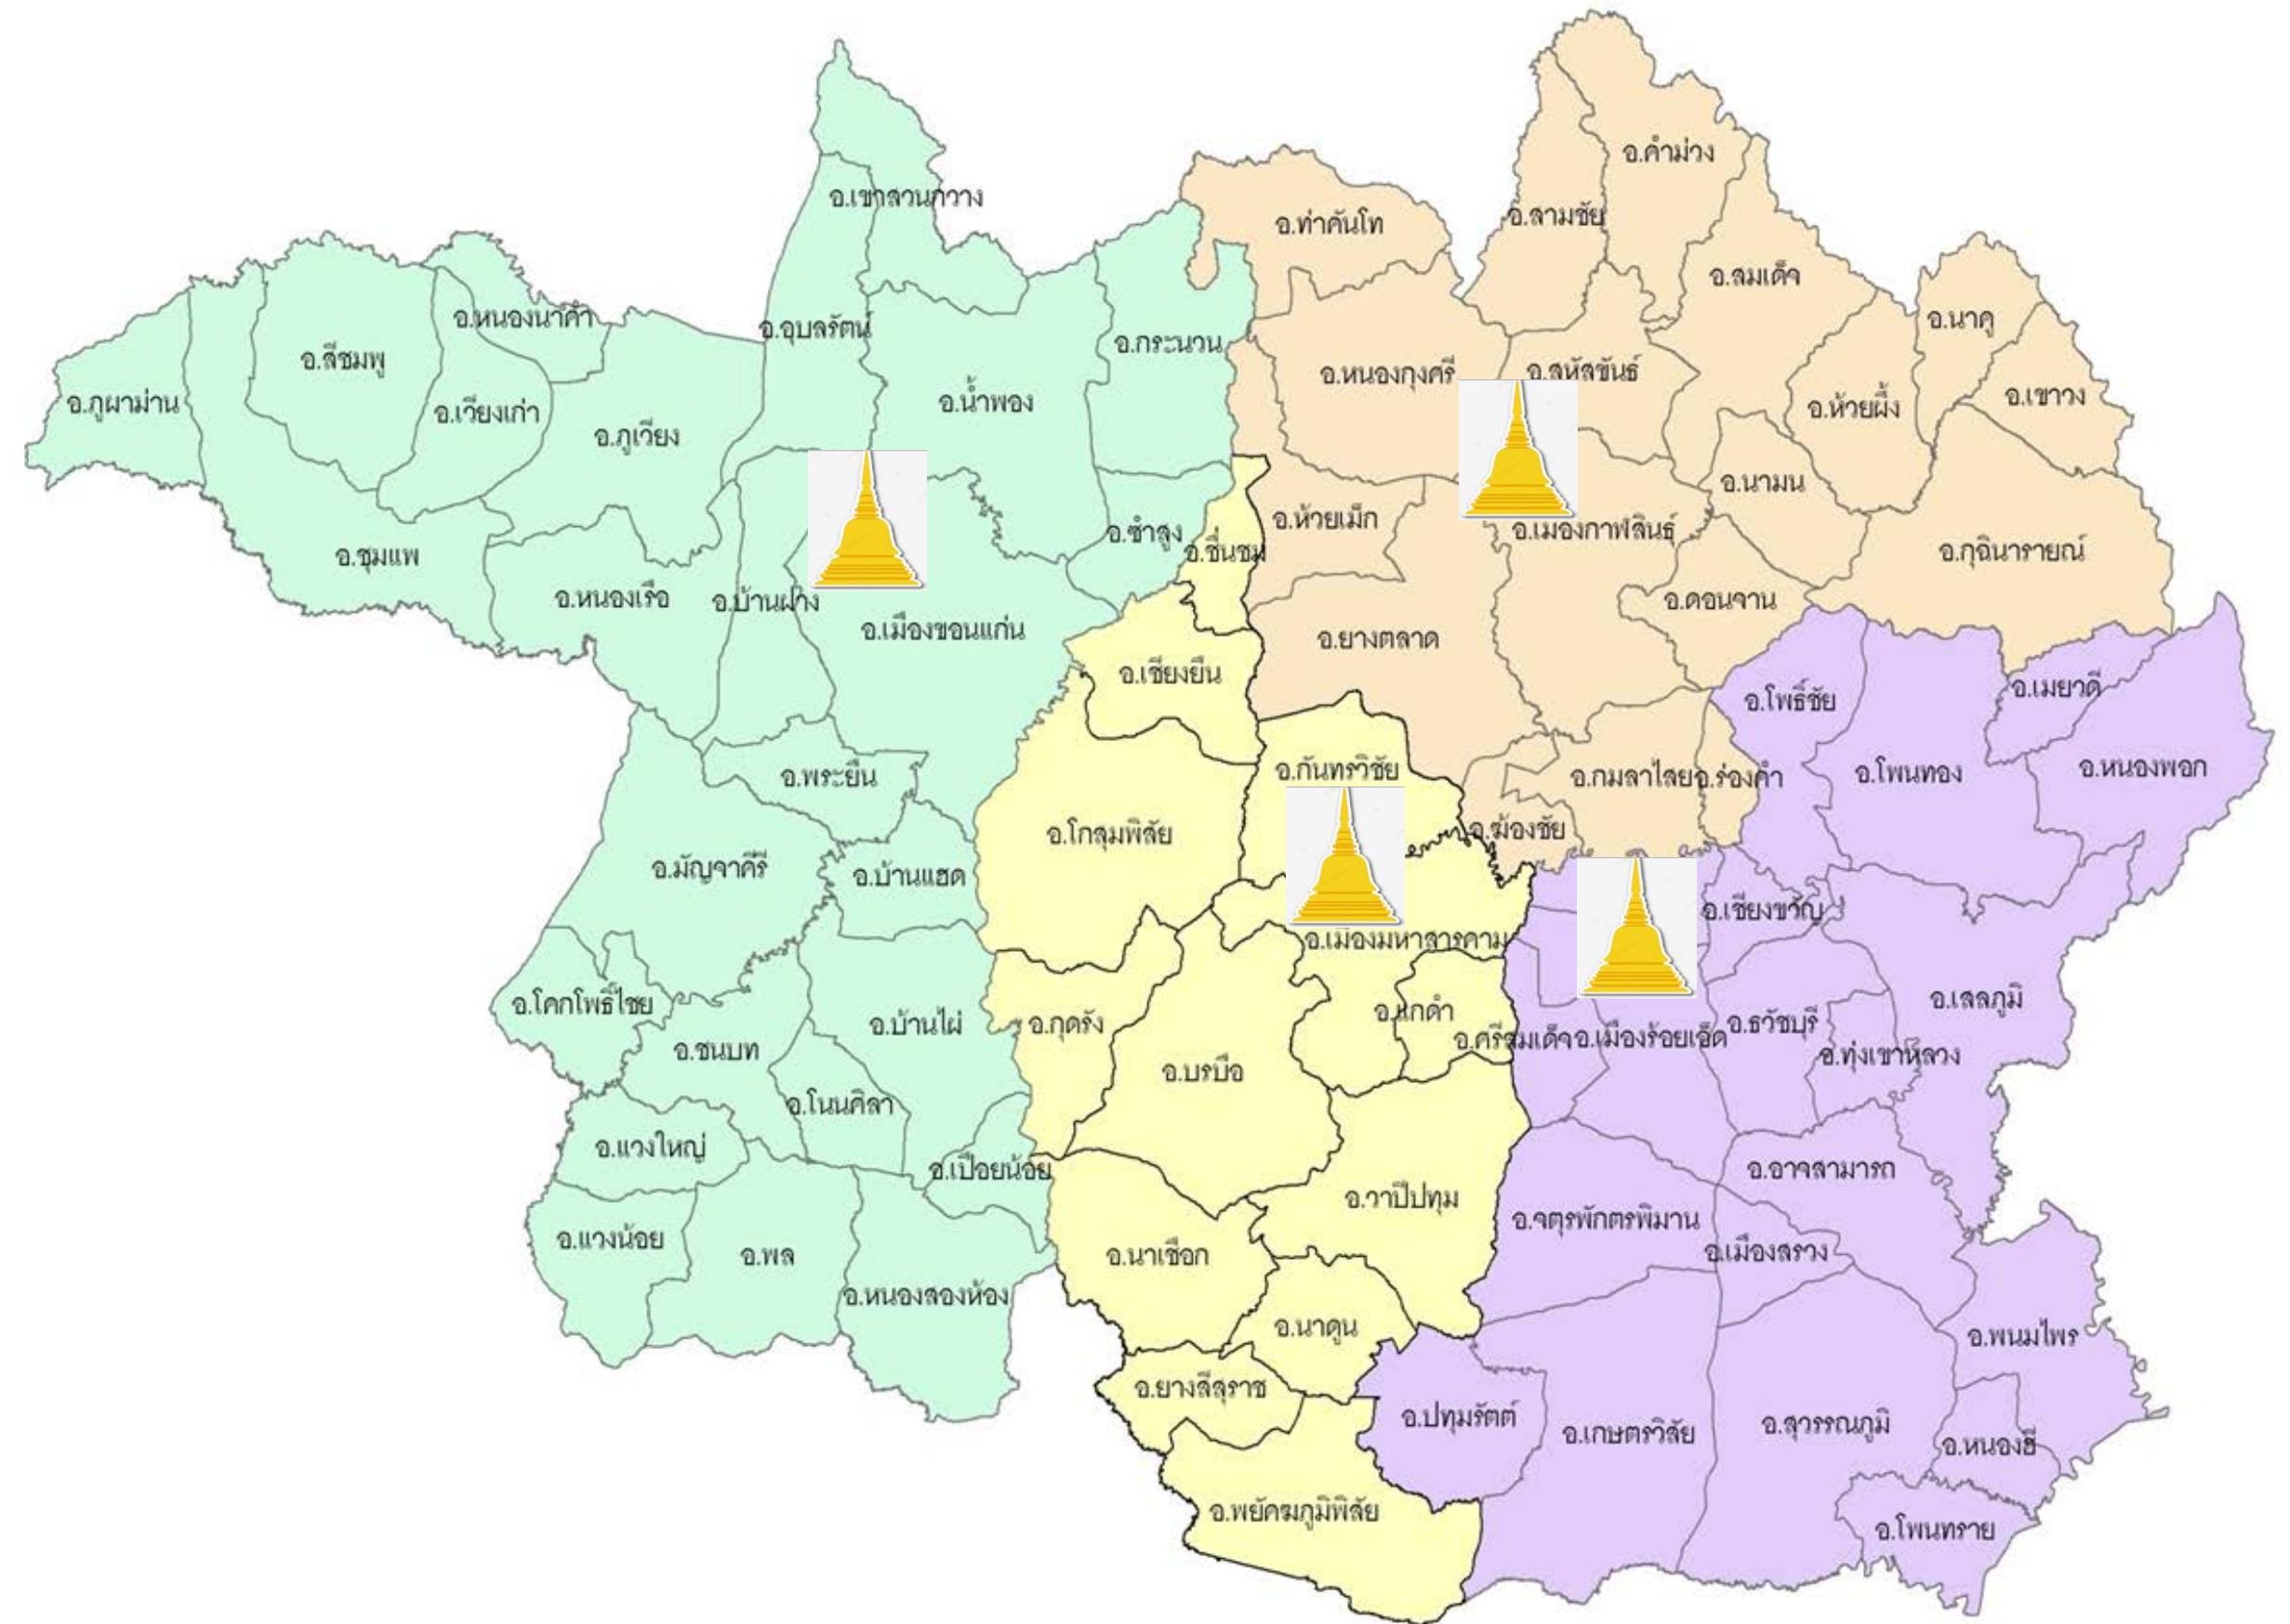 อ.คำม่วง
อ.เขาสวนกวาง
อ.ท่าคันโท
อ.สามชัย
อ.สมเด็จ
อ.หนองนาคำ
อ.อุบลรัตน์
อ.นาคู
อ.สีชมพู
อ.กระนวน
อ.หนองกุงศรี
อ.สหัสขันธ์
อ.ภูผาม่าน
อ.เวียงเก่า
อ.น้ำพอง
อ.ห้วยผึ้ง
อ.เขาวง
อ.ภูเวียง
อ.นามน
อ.ห้วยเม็ก
อ.เมืองกาฬสินธุ์
อ.ซำสูง
อ.ชื่นชม
อ.กุฉินารายณ์
อ.ชุมแพ
อ.หนองเรือ
อ.บ้านฝาง
อ.ดอนจาน
อ.เมืองขอนแก่น
อ.ยางตลาด
อ.เชียงยืน
อ.โพธิ์ชัย
อ.เมยวดี
อ.พระยืน
อ.กันทรวิชัย
อ.กมลาไสย
อ.ร่องคำ
อ.โพนทอง
อ.หนองพอก
อ.โกสุมพิสัย
อ.ฆ้องชัย
อ.มัญจาคีรี
อ.บ้านแฮด
อ.เชียงขวัญ
อ.เมืองมหาสารคาม
อ.โคกโพธิ์ไชย
อ.บ้านไผ่
อ.กุดรัง
อ.แกดำ
อ.ศรีสมเด็จ
อ.เมืองร้อยเอ็ด
อ.ธวัชบุรี
อ.เสลภูมิ
อ.ชนบท
อ.บรบือ
อ.ทุ่งเขาหลวง
อ.โนนศิลา
อ.แวงใหญ่
อ.เปือยน้อย
อ.อาจสามารถ
อ.วาปีปทุม
อ.จตุรพักตรพิมาน
อ.แวงน้อย
อ.พล
อ.นาเชือก
อ.เมืองสรวง
อ.หนองสองห้อง
อ.นาดูน
อ.พนมไพร
อ.ยางสีสุราช
อ.ปทุมรัตต์
อ.เกษตรวิสัย
อ.สุวรรณภูมิ
อ.หนองฮี
อ.พยัคฆภูมิพิสัย
อ.โพนทราย